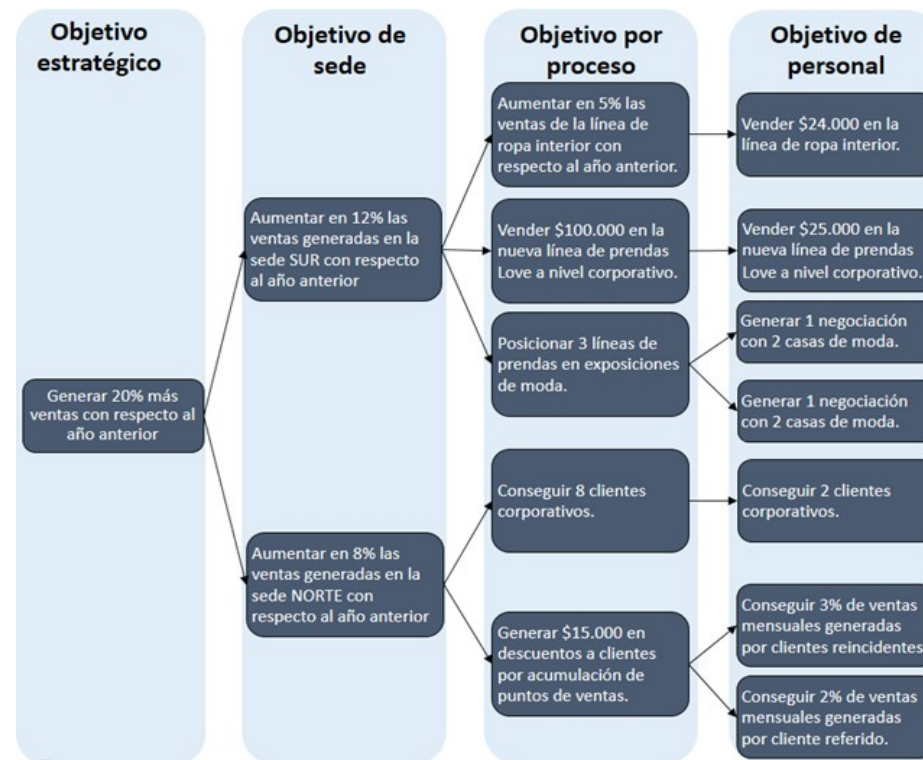 Objetivo
estratégico
Objetivo de
sede
Objetivo por
proceso
Objetivo de
personal
Generar 20% más
ventas con respecto al
año anterior
Aumentar en 12% las
ventas generadas en la
sede SUR con respecto
al año anterior
Aumentar en 8% las
ventas generadas en la
sede NORTE con
respecto al año anterior
Aumentar en 5% las
ventas de la línea de
ropa interior con
respecto al año anterior.
Vender $100.000 en la
nueva línea de prendas
Love a nivel corporativo.
Posicionar 3 líneas de
prendas en exposiciones
de moda.
Conseguir 8 clientes
corporativos.
Generar $15.000 en
descuentos a clientes
por acumulación de
puntos de ventas.
Vender $24.000 en la
línea de ropa interior.
Vender $25.000 en la
nueva línea de prendas
Love a nivel corporativo.
Generar 1 negociación
con 2 casas de moda.
Generar 1 negociación
con 2 casas de moda.
Conseguir 2 clientes
corporativos.
Conseguir 3% de ventas
mensuales generadas
por clientes reincidentes
Conseguir 2% de ventas
mensuales generadas
por cliente referido.